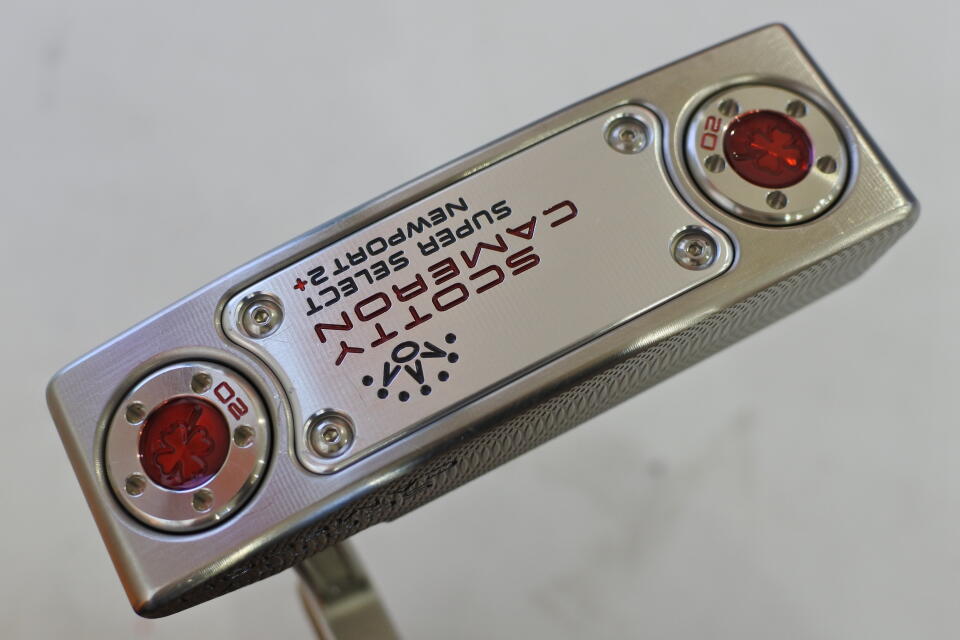 SCOTTY
CAMERON
SUPER SELECT
NEWPORT 2+
20
20